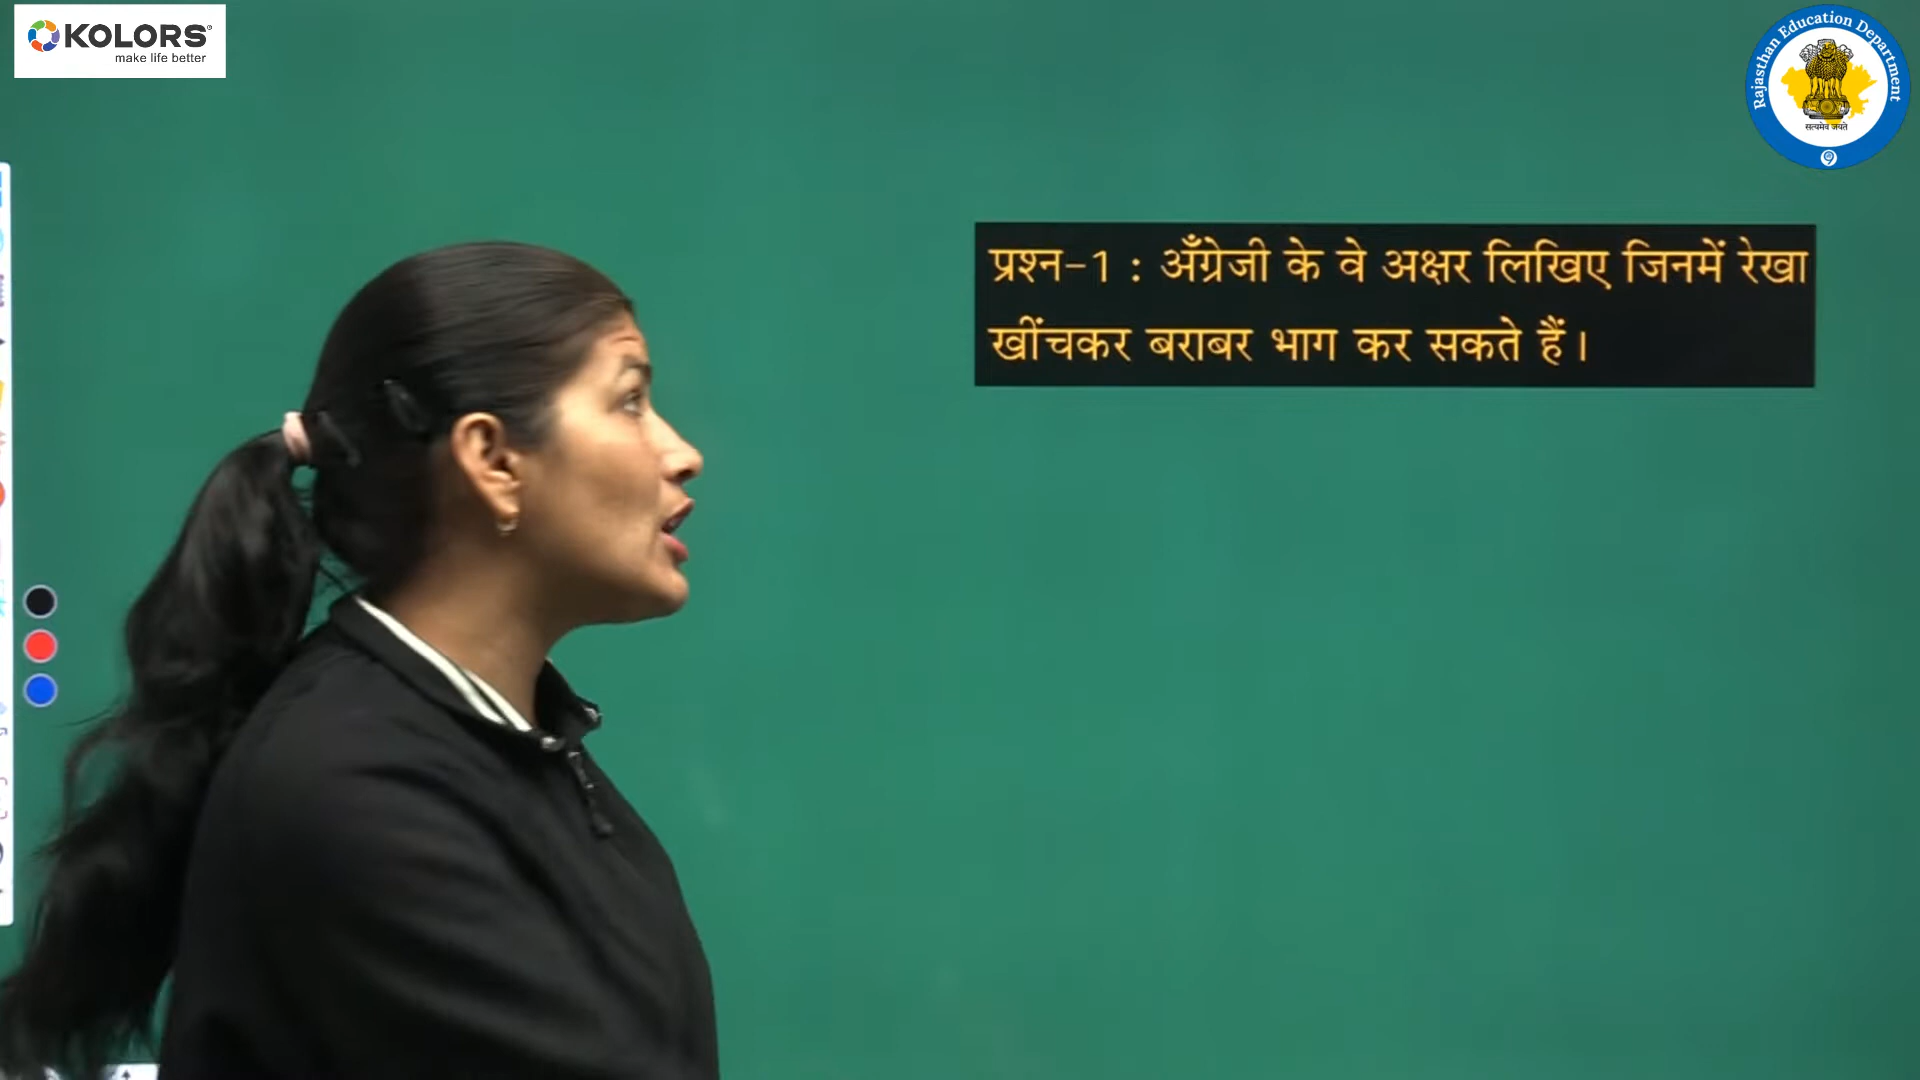 KOLORS
make life better
Rajasthan Education Department
सत्यमेव जयते
प्रश्न-1 : अँग्रेजी के वे अक्षर लिखिए जिनमें रेखा
खींचकर बराबर भाग कर सकते हैं।